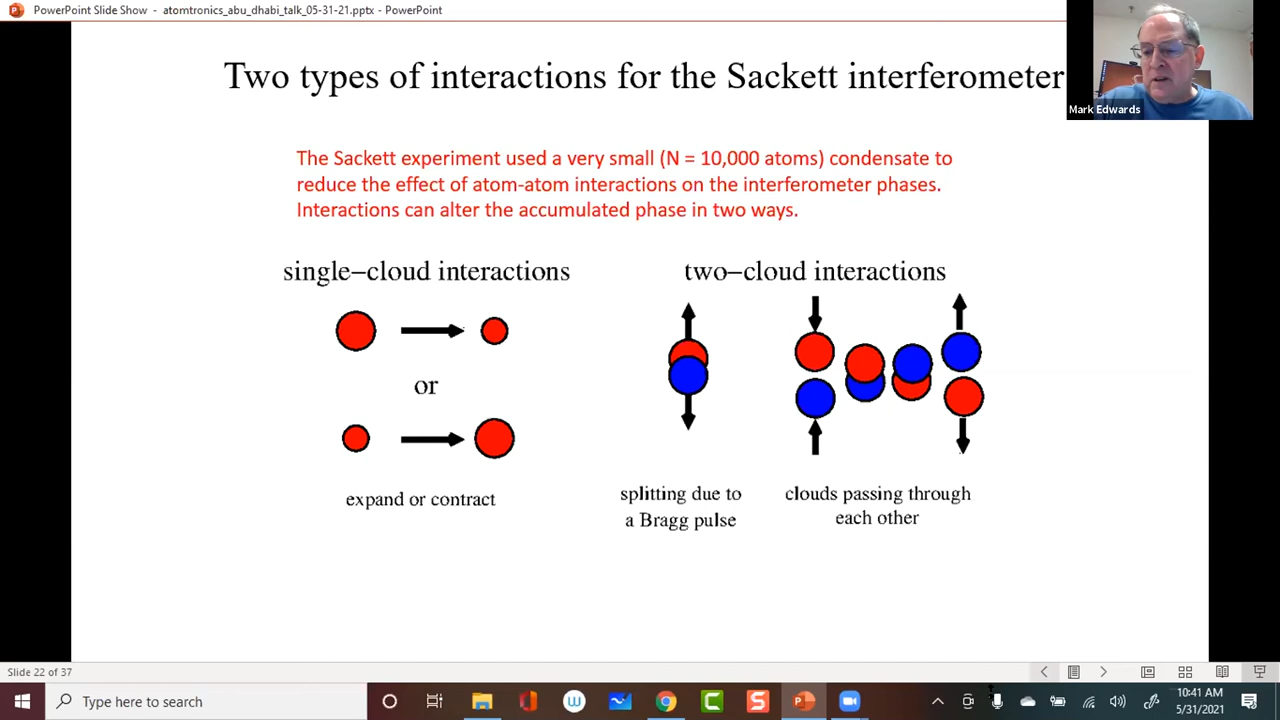 PowerPoint Slide Show - atomtronics_abu_dhabi_talk_05-31-21.pptx - PowerPoint
Two types of interactions for the Sackett interferometer
Mark Edwards
The Sackett experiment used a very small (N = 10,000 atoms) condensate to
reduce the effect of atom-atom interactions on the interferometer phases.
Interactions can alter the accumulated phase in two ways.
single−cloud interactions
two−cloud interactions
or
expand or contract
splitting due to
a Bragg pulse
clouds passing through
each other
Slide 22 of 37
Type here to search
10:41 AM
5/31/2021